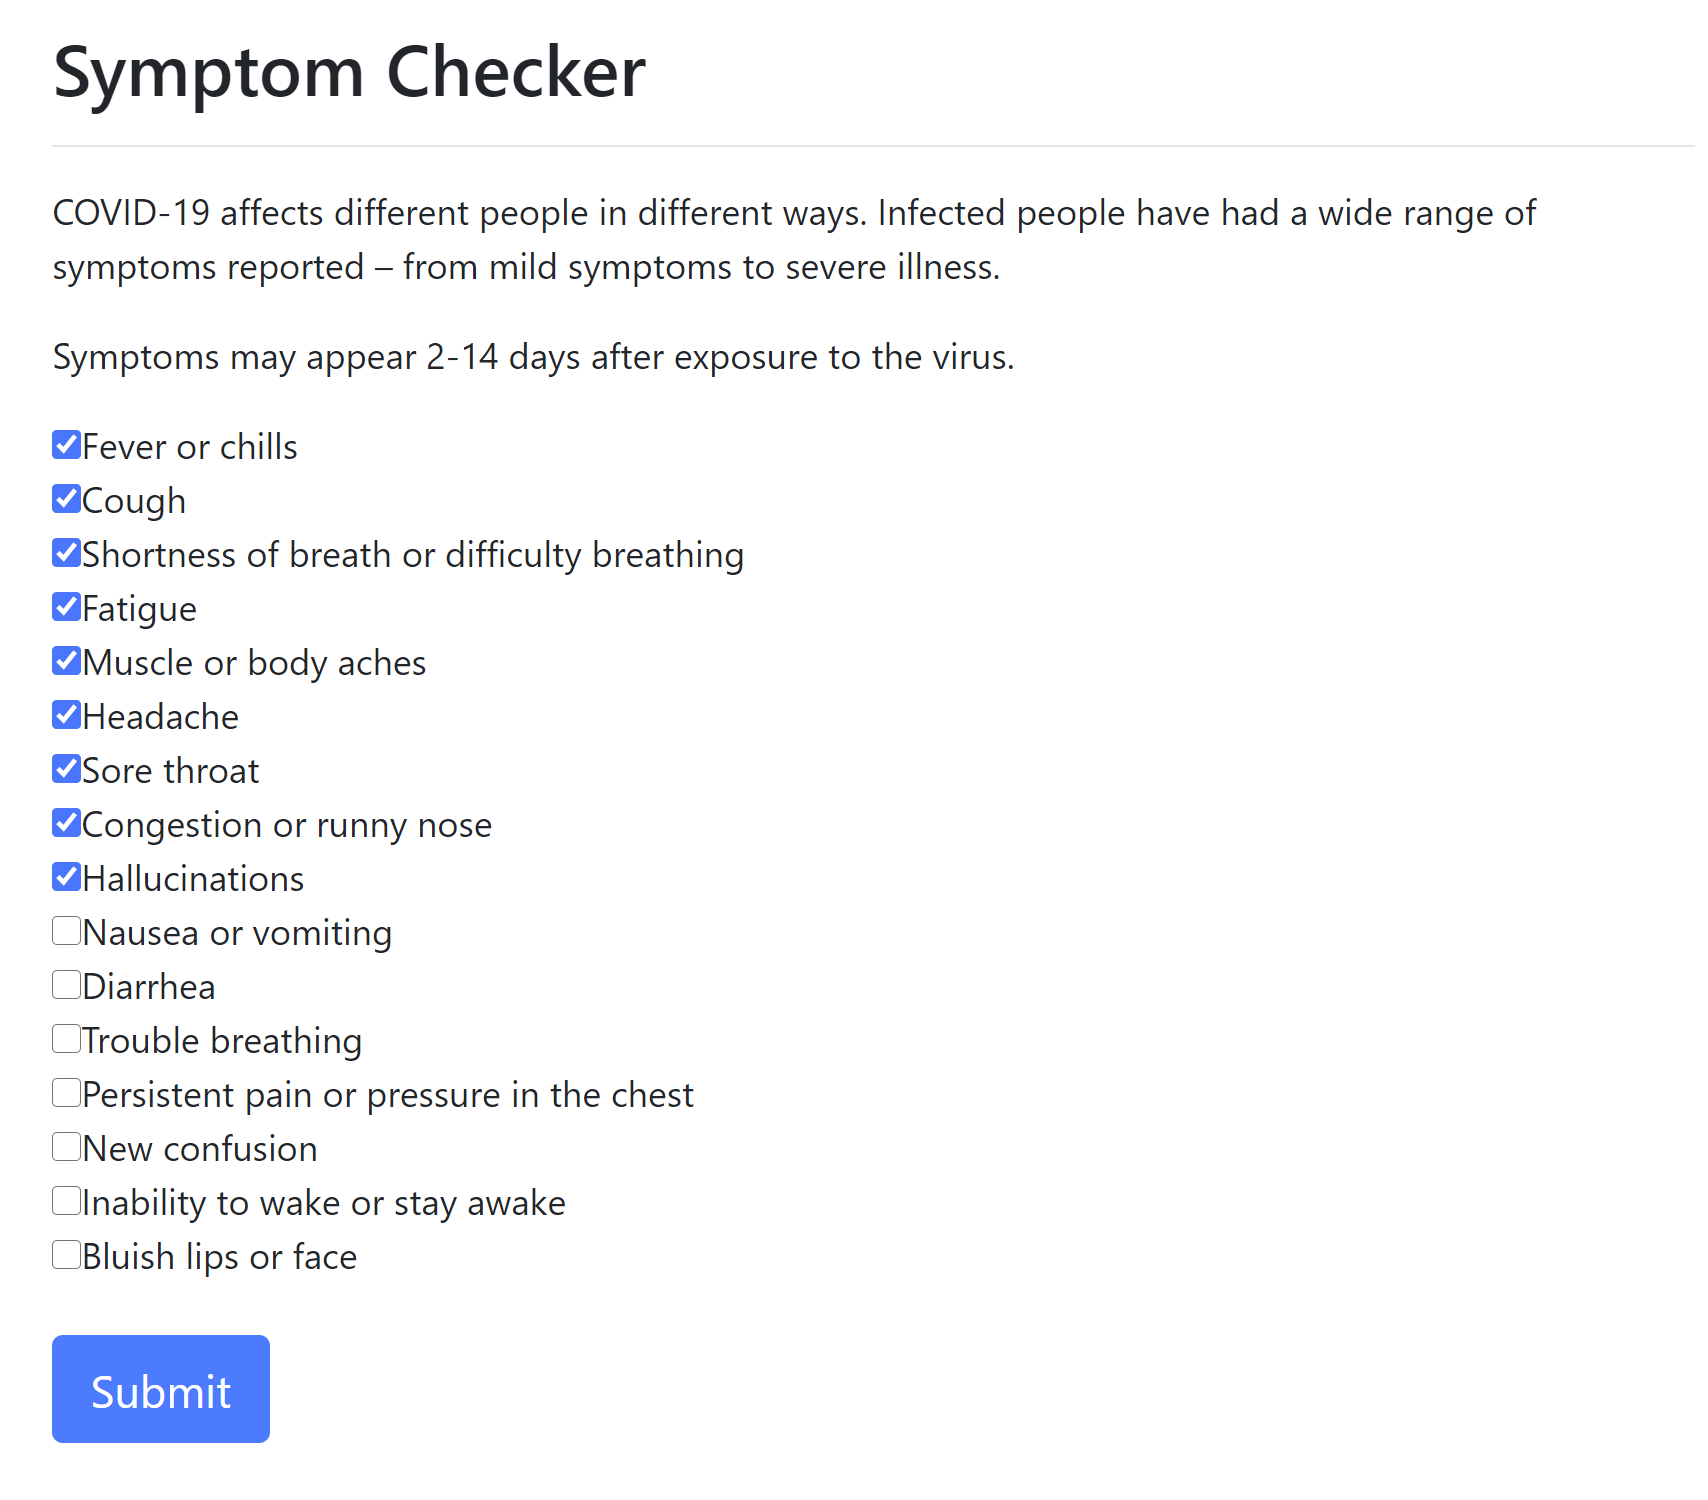 Symptom Checker
COVID-19 affects different people in different ways. Infected people have had a wide range of
symptoms reported – from mild symptoms to severe illness.
Symptoms may appear 2-14 days after exposure to the virus.
Fever or chills
Cough
Shortness of breath or difficulty breathing
Fatigue
Muscle or body aches
Headache
Sore throat
Congestion or runny nose
Hallucinations
Nausea or vomiting
Diarrhea
Trouble breathing
Persistent pain or pressure in the chest
New confusion
Inability to wake or stay awake
Bluish lips or face
Submit